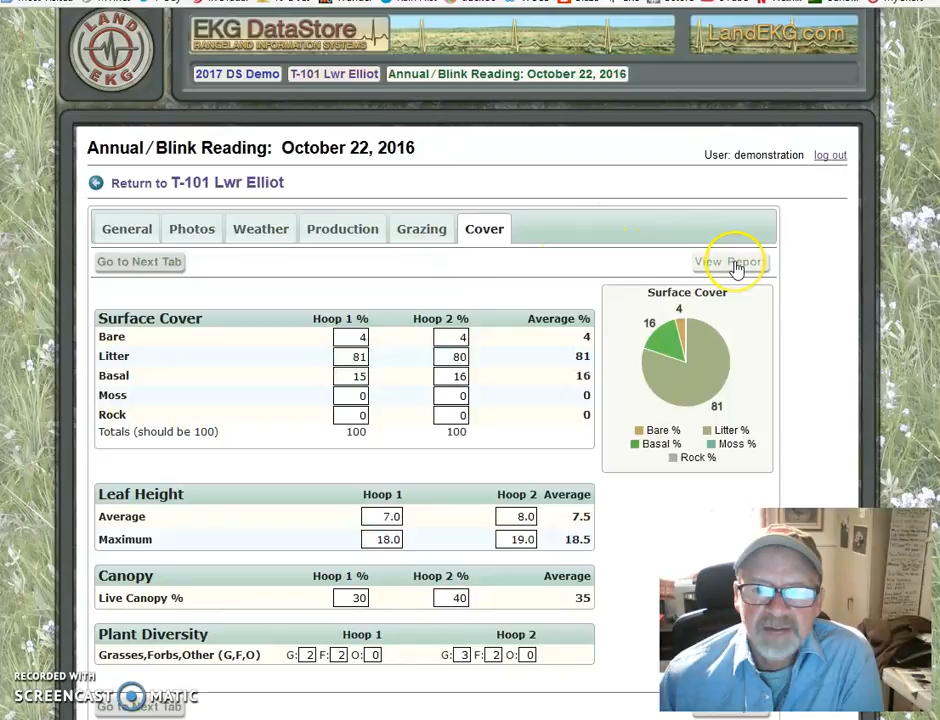 LAND
EKG
EKG DataStore
RANGELAND INFORMATION SYSTEMS
LandEKG.com
2017 DS Demo T-101 Lwr Elliot Annual/Blink Reading: October 22, 2016
Annual/Blink Reading: October 22, 2016
User: demonstration log out
Return to T-101 Lwr Elliot
General Photos Weather Production Grazing Cover
Go to Next Tab View Report
Surface Cover Hoop 1 % Hoop 2 % Average %
Bare 4 4 4
Litter 81 80 81
Basal 15 16 16
Moss 0 0 0
Rock 0 0 0
Totals (should be 100) 100 100
Surface Cover
4
16
81
Bare % Litter %
Basal % Moss %
Rock %
Leaf Height Hoop 1 Hoop 2 Average
Average 7.0 8.0 7.5
Maximum 18.0 19.0 18.5
Canopy Hoop 1 % Hoop 2 % Average
Live Canopy % 30 40 35
Plant Diversity Hoop 1 Hoop 2
Grasses,Forbs,Other (G,F,O) G: 2 F: 2 O: 0 G: 3 F: 2 O: 0
RECORDED WITH
SCREENCAST MATIC
Go to Next Tab